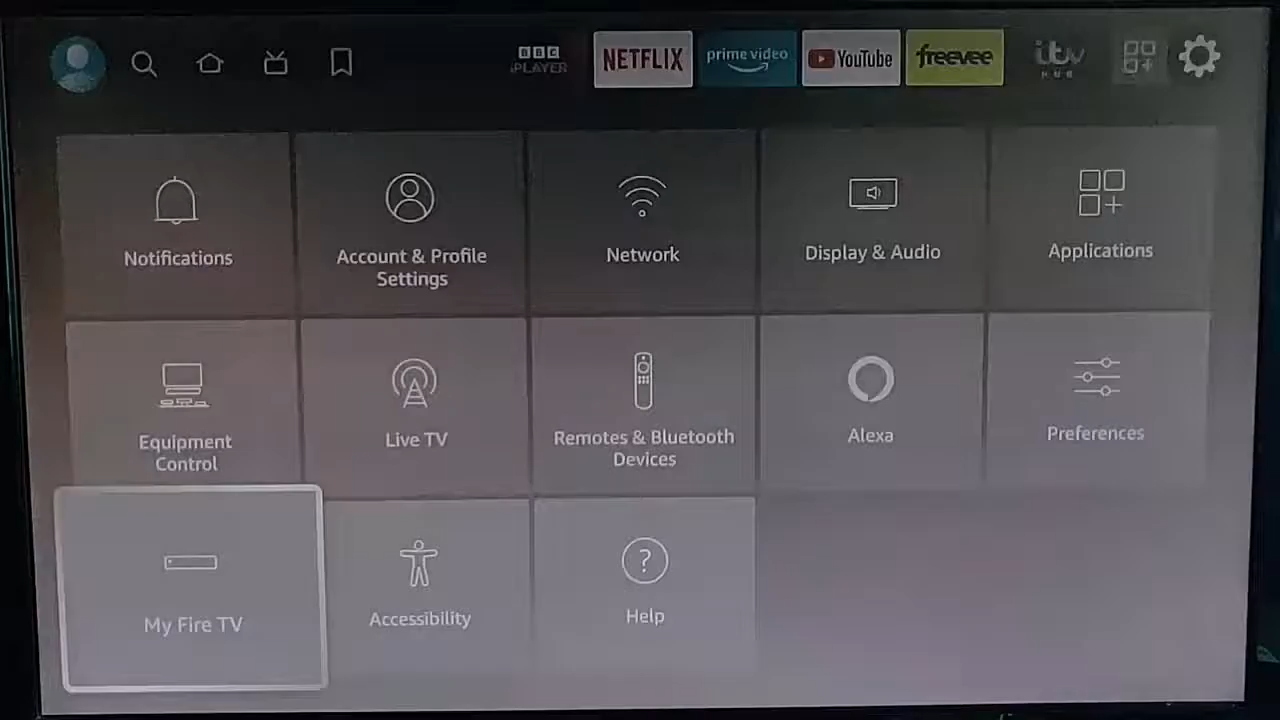 BBC
iPLAYER
NETFLIX
prime video
YouTube
freevee
itv
HUB
Notifications
Account & Profile
Settings
Network
Display & Audio
Applications
Equipment
Control
Live TV
Remotes & Bluetooth
Devices
Alexa
Preferences
My Fire TV
Accessibility
?
Help